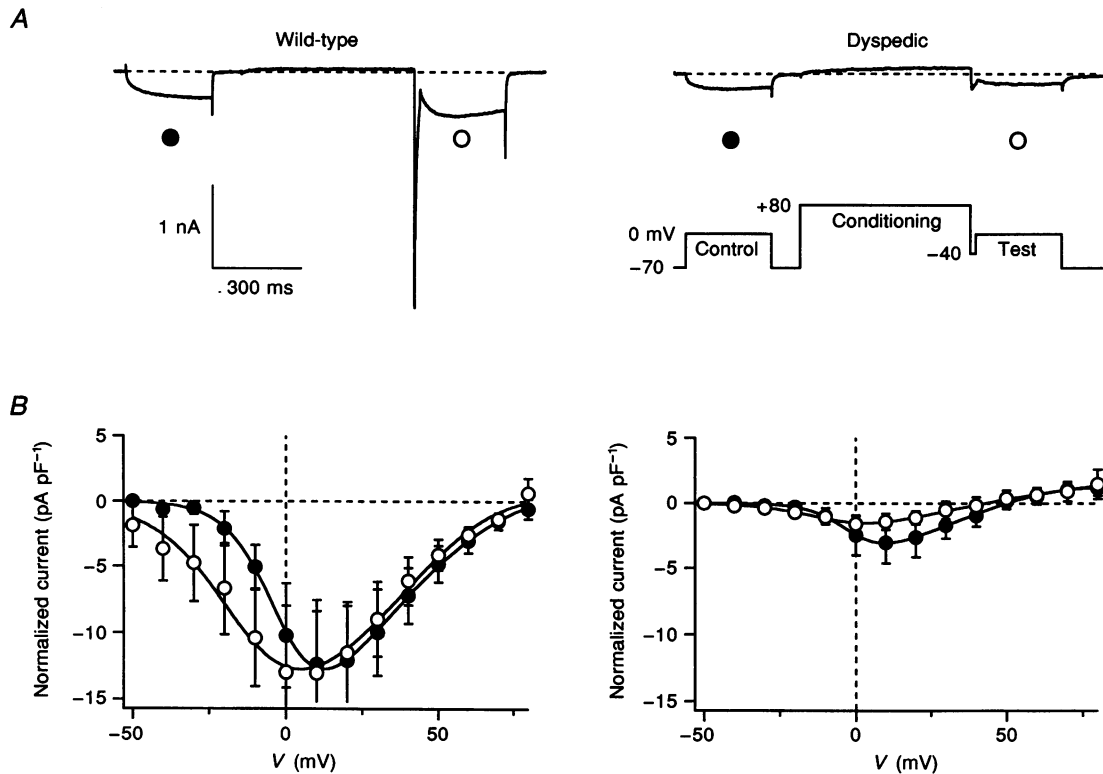 A
Wild-type
Dyspedic
1 nA
. 300 ms
+80
Conditioning
0 mV
Control
-40
Test
−70
B
Normalized current (pA pF⁻¹)
5
0
−5
−10
−15
−50
0
50
V (mV)
Normalized current (pA pF⁻¹)
5
0
−5
−10
−15
−50
0
50
V (mV)